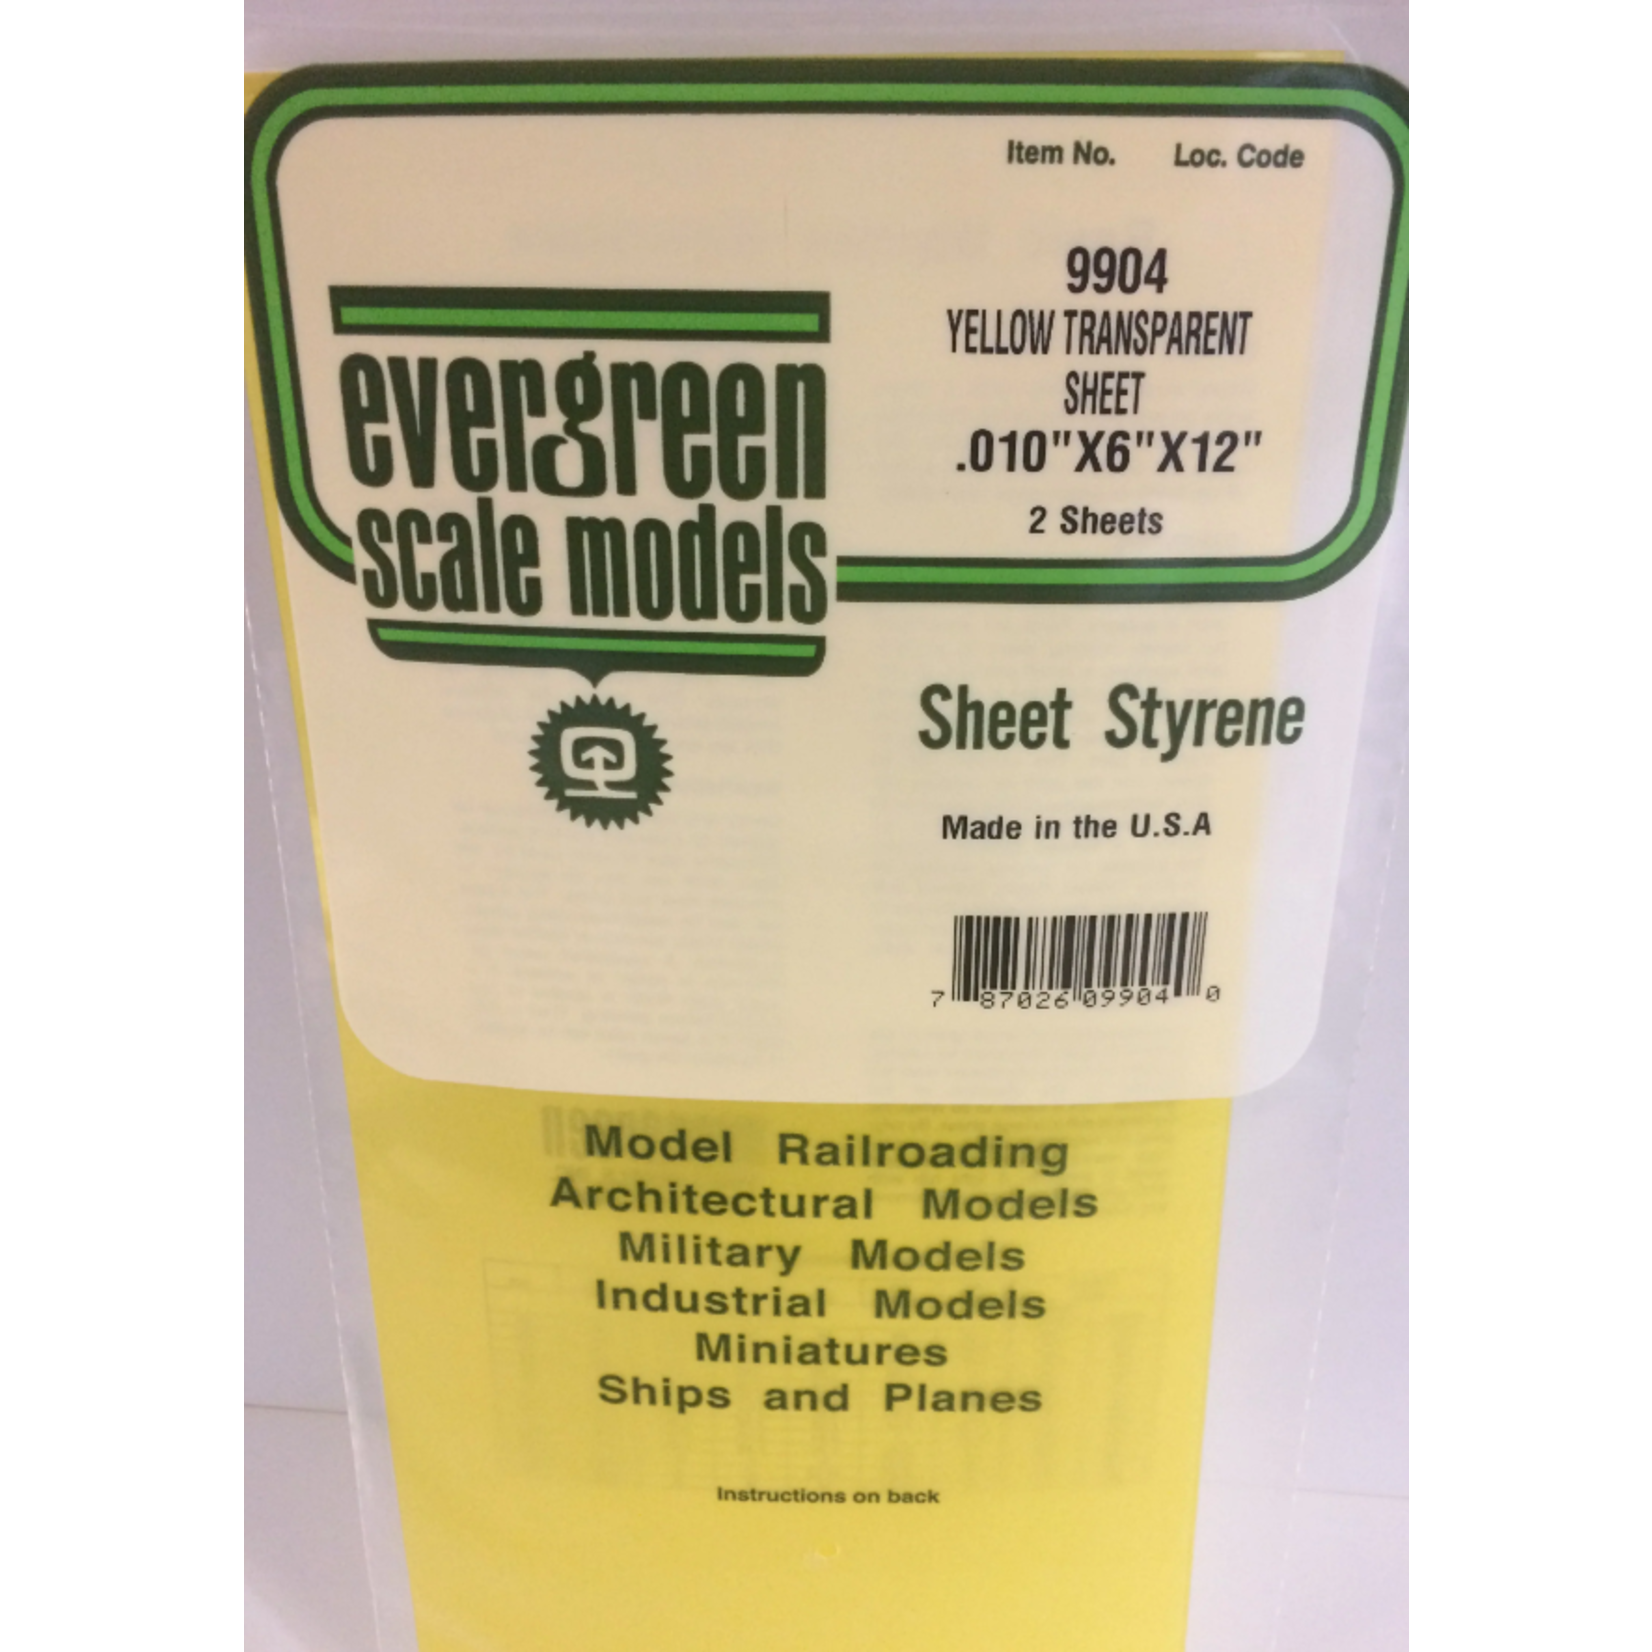 Item No. Loc. Code
9904
YELLOW TRANSPARENT
SHEET
.010"X6"X12"
2 Sheets
evergreen
scale models
Sheet Styrene
Made in the U.S.A
7 87026 09904 0
Model Railroading
Architectural Models
Military Models
Industrial Models
Miniatures
Ships and Planes
Instructions on back